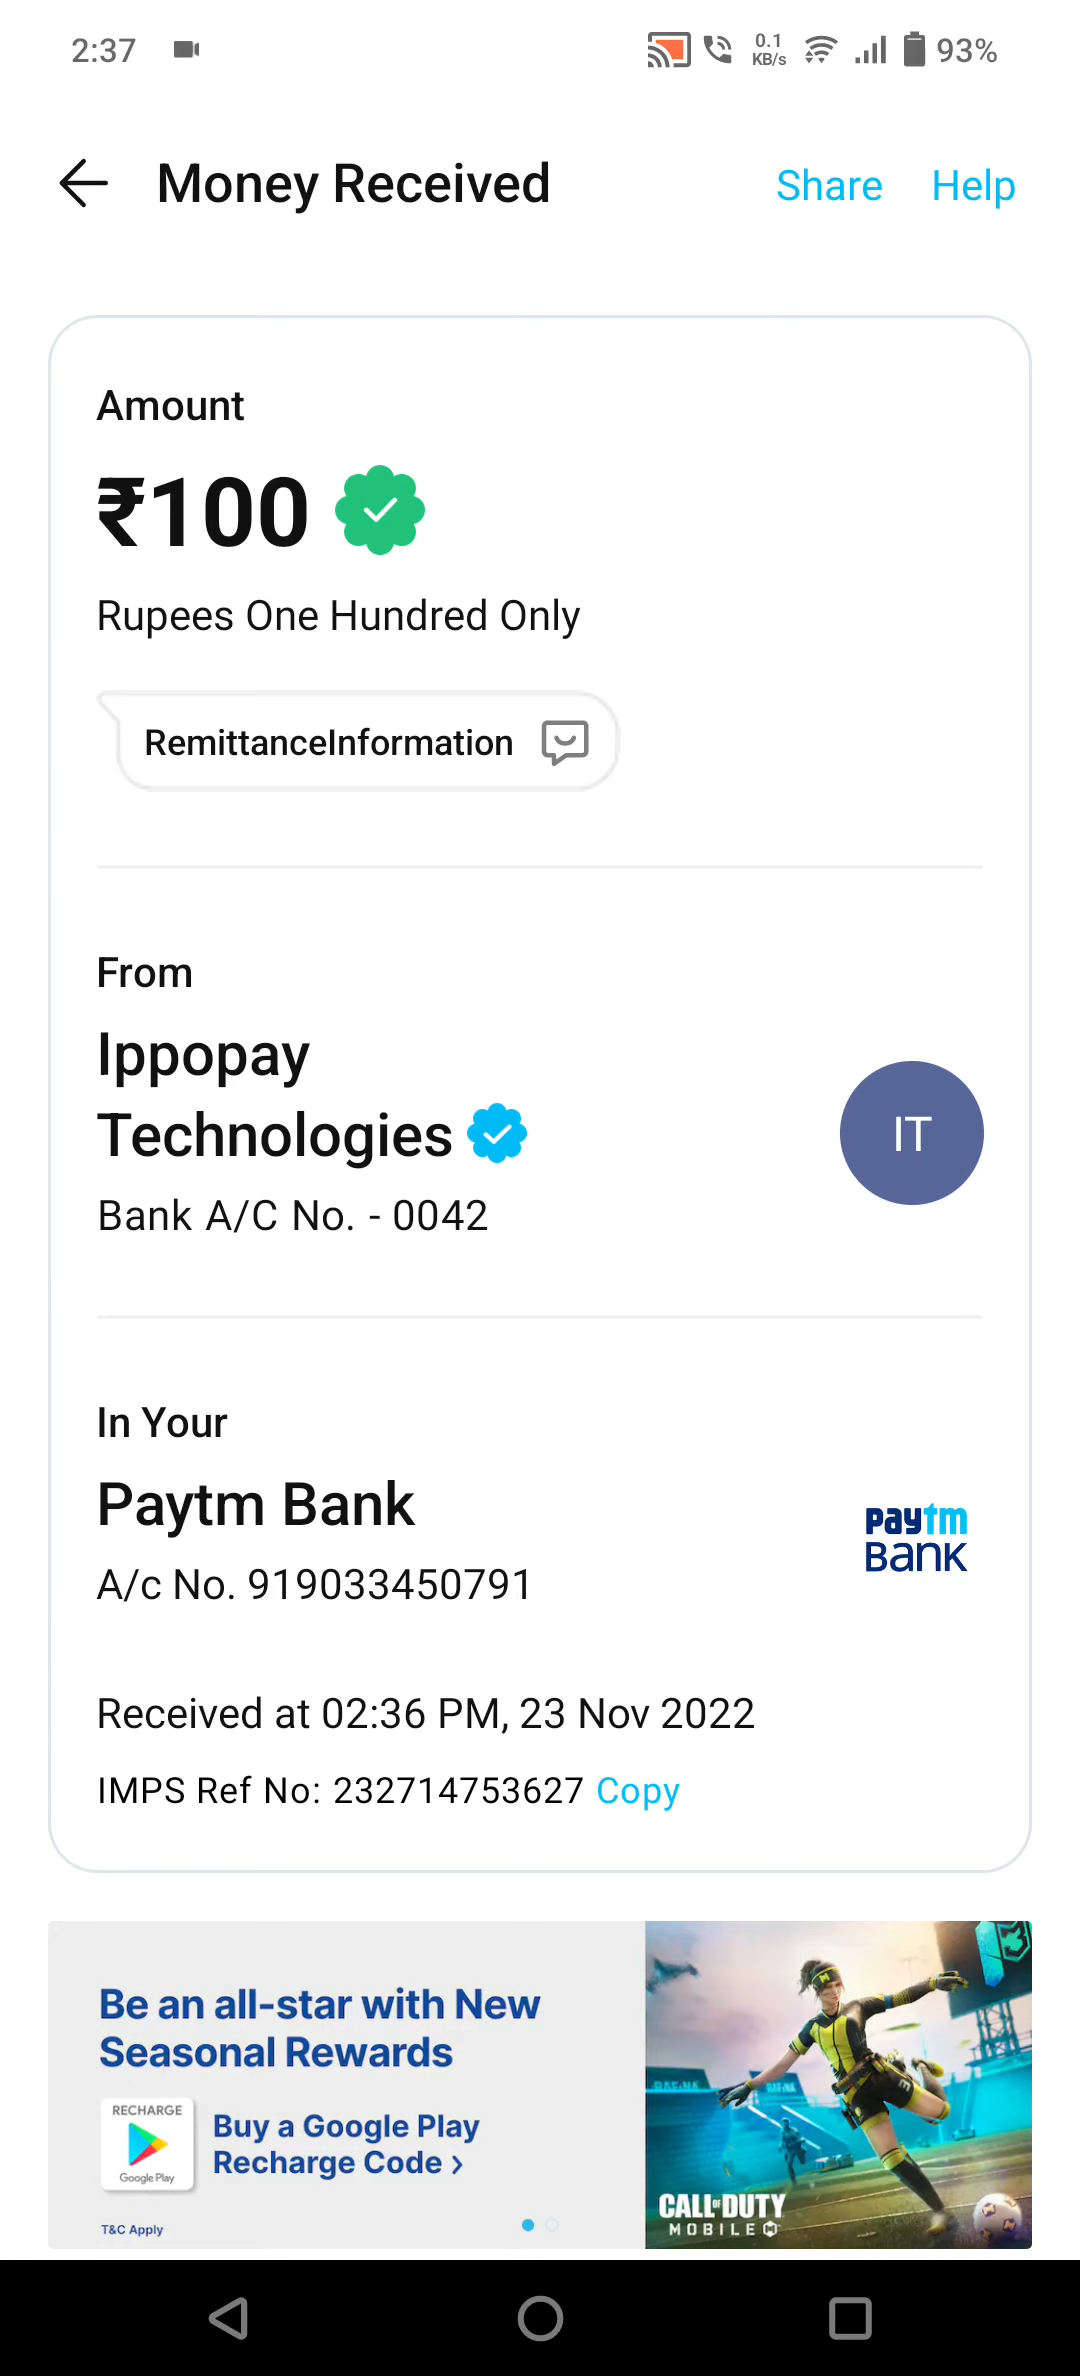 2:37
0.1
KB/s
93%
Money Received
Share
Help
Amount
₹100
Rupees One Hundred Only
RemittanceInformation
From
Ippopay
Technologies
IT
Bank A/C No. - 0042
In Your
Paytm Bank
paytm
BANK
A/c No. 919033450791
Received at 02:36 PM, 23 Nov 2022
IMPS Ref No: 232714753627 Copy
Be an all-star with New
Seasonal Rewards
RECHARGE
Google Play
Buy a Google Play
Recharge Code ›
T&C Apply
CALL OF DUTY
MOBILE